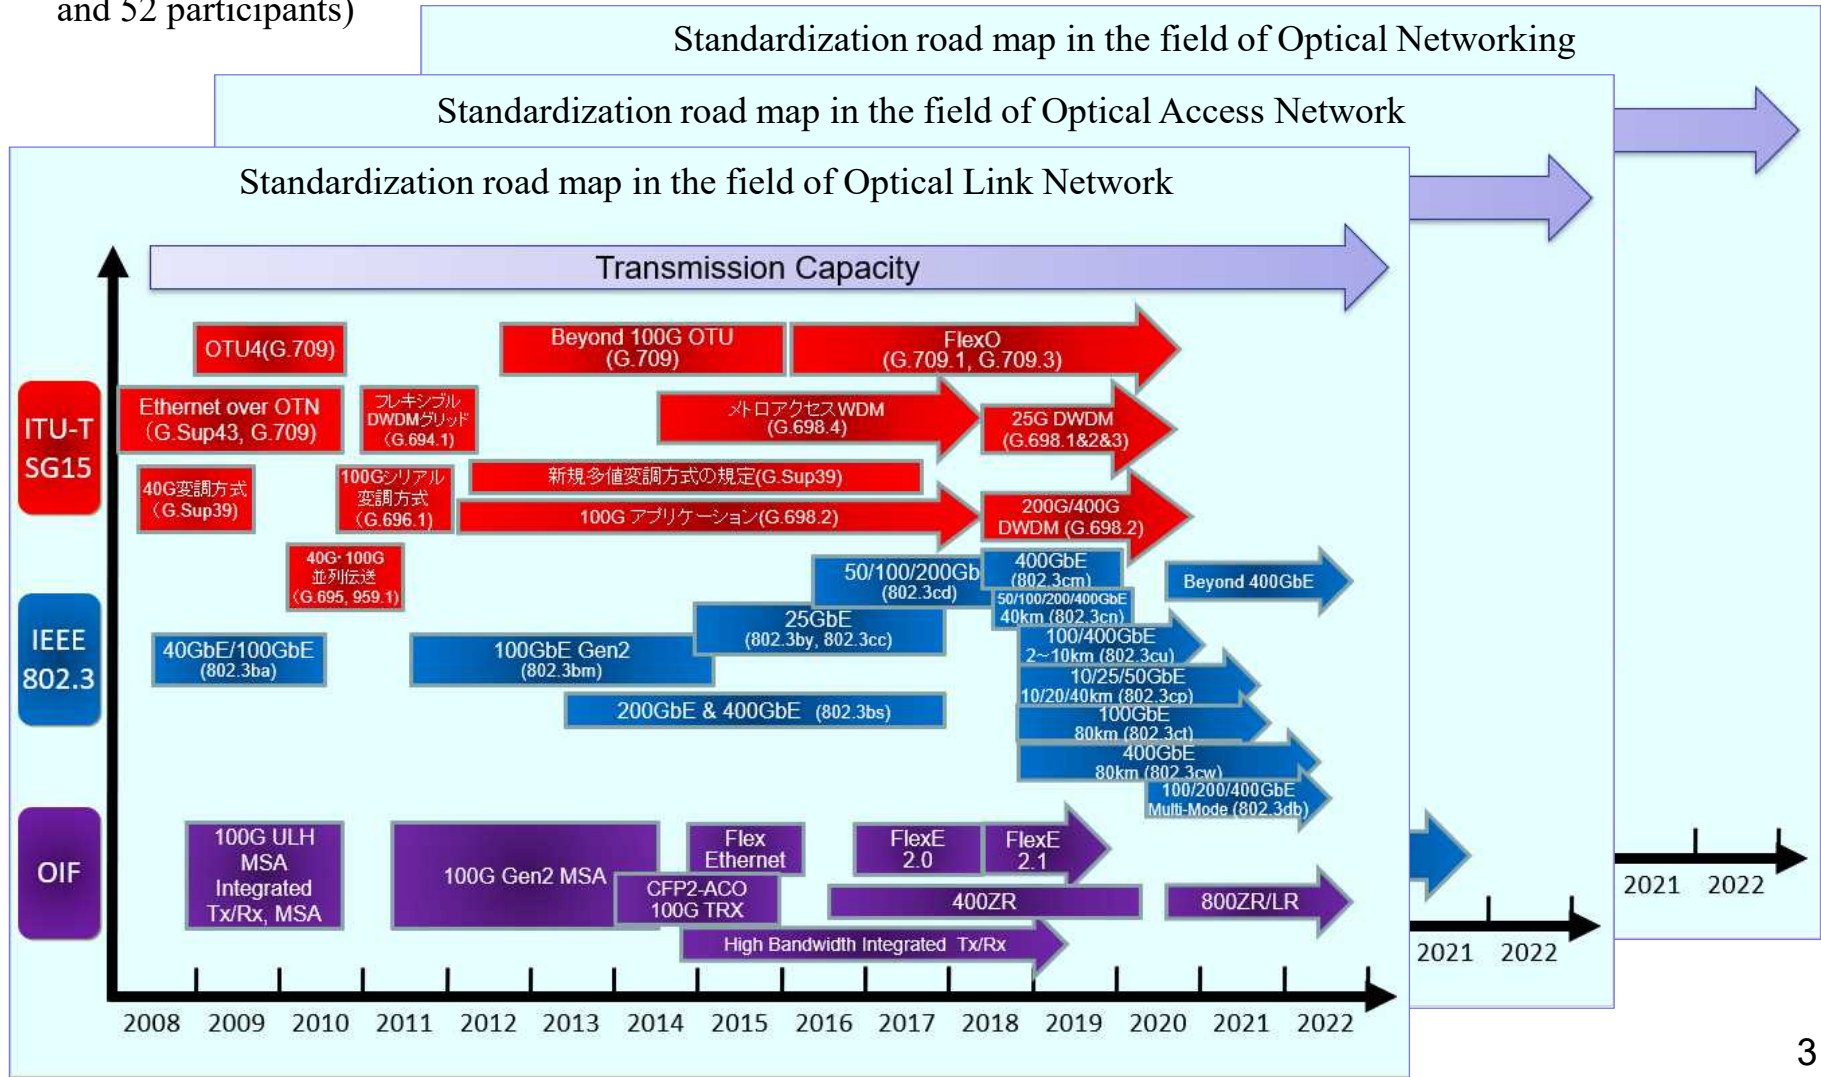 and 52 participants)
Standardization road map in the field of Optical Networking
Standardization road map in the field of Optical Access Network
Standardization road map in the field of Optical Link Network
Transmission Capacity
ITU-T
SG15
OTU4(G.709)
Beyond 100G OTU
(G.709)
FlexO
(G.709.1, G.709.3)
Ethernet over OTN
(G.Sup43, G.709)
フレキシブル
DWDMグリッド
(G.694.1)
メトロアクセスWDM
(G.698.4)
25G DWDM
(G.698.1&2&3)
40G変調方式
(G.Sup39)
100Gシリアル
変調方式
(G.696.1)
新規多値変調方式の規定(G.Sup39)
100G アプリケーション(G.698.2)
200G/400G
DWDM (G.698.2)
40G・100G
並列伝送
(G.695, 959.1)
IEEE
802.3
50/100/200Gb
(802.3cd)
400GbE
(802.3cm)
Beyond 400GbE
50/100/200/400GbE
40km (802.3cn)
25GbE
(802.3by, 802.3cc)
40GbE/100GbE
(802.3ba)
100GbE Gen2
(802.3bm)
100/400GbE
2～10km (802.3cu)
10/25/50GbE
10/20/40km (802.3cp)
200GbE & 400GbE (802.3bs)
100GbE
80km (802.3ct)
400GbE
80km (802.3cw)
100/200/400GbE
Multi-Mode (802.3db)
OIF
100G ULH
MSA
Integrated
Tx/Rx, MSA
100G Gen2 MSA
Flex
Ethernet
FlexE
2.0
FlexE
2.1
CFP2-ACO
100G TRX
400ZR
800ZR/LR
High Bandwidth Integrated Tx/Rx
2008 2009 2010 2011 2012 2013 2014 2015 2016 2017 2018 2019 2020 2021 2022
2021 2022
2021 2022
3